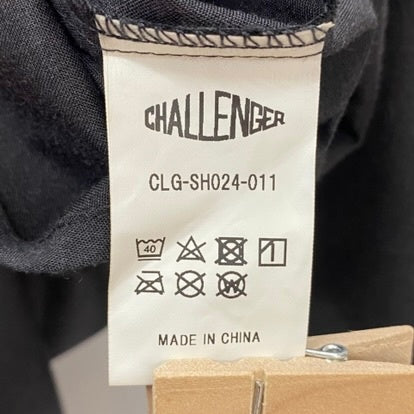 CHALLENGER
CLG-SH024-011
40
W
MADE IN CHINA